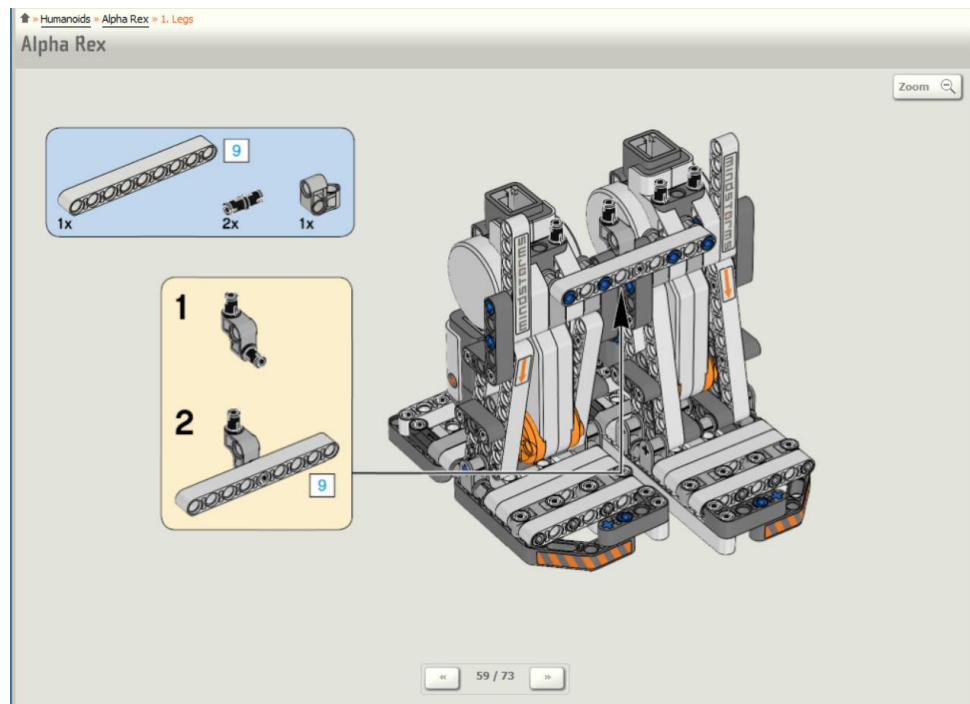 » Humanoids » Alpha Rex » 1. Legs
Alpha Rex
Zoom
9
1x 2x 1x
1
2
9
mindstorms
mindstorms
« 59 / 73 »